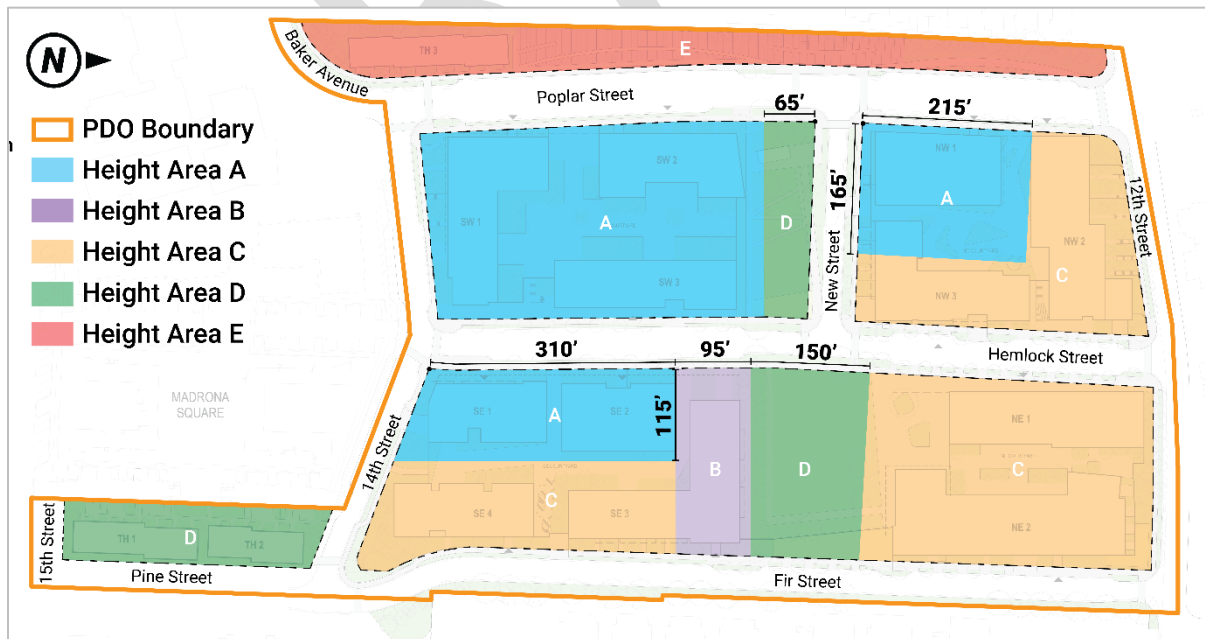 N
PDO Boundary
Height Area A
Height Area B
Height Area C
Height Area D
Height Area E
Baker Avenue
TH 3
E
Poplar Street
65’
215’
SW 1
SW 2
SW 3
A
D
165’
New Street
NW 1
A
NW 2
C
NW 3
12th Street
Hemlock Street
310’
95’
150’
MADRONA
SQUARE
14th Street
SE 1
A
SE 2
115’
B
D
NE 1
C
NE 2
C
SE 4
SE 3
15th Street
TH 1
D
TH 2
Pine Street
Fir Street